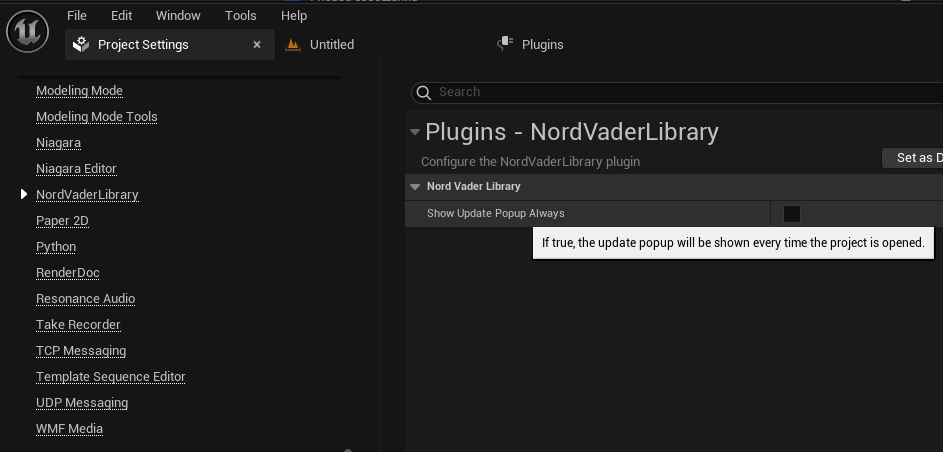 File Edit Window Tools Help
Project Settings × Untitled Plugins
Modeling Mode
Modeling Mode Tools
Niagara
Niagara Editor
NordVaderLibrary
Paper 2D
Python
RenderDoc
Resonance Audio
Take Recorder
TCP Messaging
Template Sequence Editor
UDP Messaging
WMF Media
Search
Plugins - NordVaderLibrary
Configure the NordVaderLibrary plugin
Set as D
Nord Vader Library
Show Update Popup Always
If true, the update popup will be shown every time the project is opened.